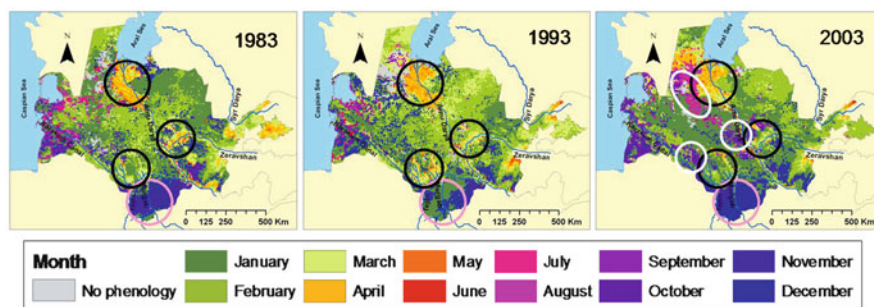 Aral Sea
1983
N
Caspian Sea
Syr Darya
Zeravshan
0 125 250 500 Km
Aral Sea
1993
N
Caspian Sea
Syr Darya
Zeravshan
0 125 250 500 Km
Aral Sea
2003
N
Caspian Sea
Syr Darya
Zeravshan
0 125 250 500 Km
Month
January
March
May
July
September
November
No phenology
February
April
June
August
October
December